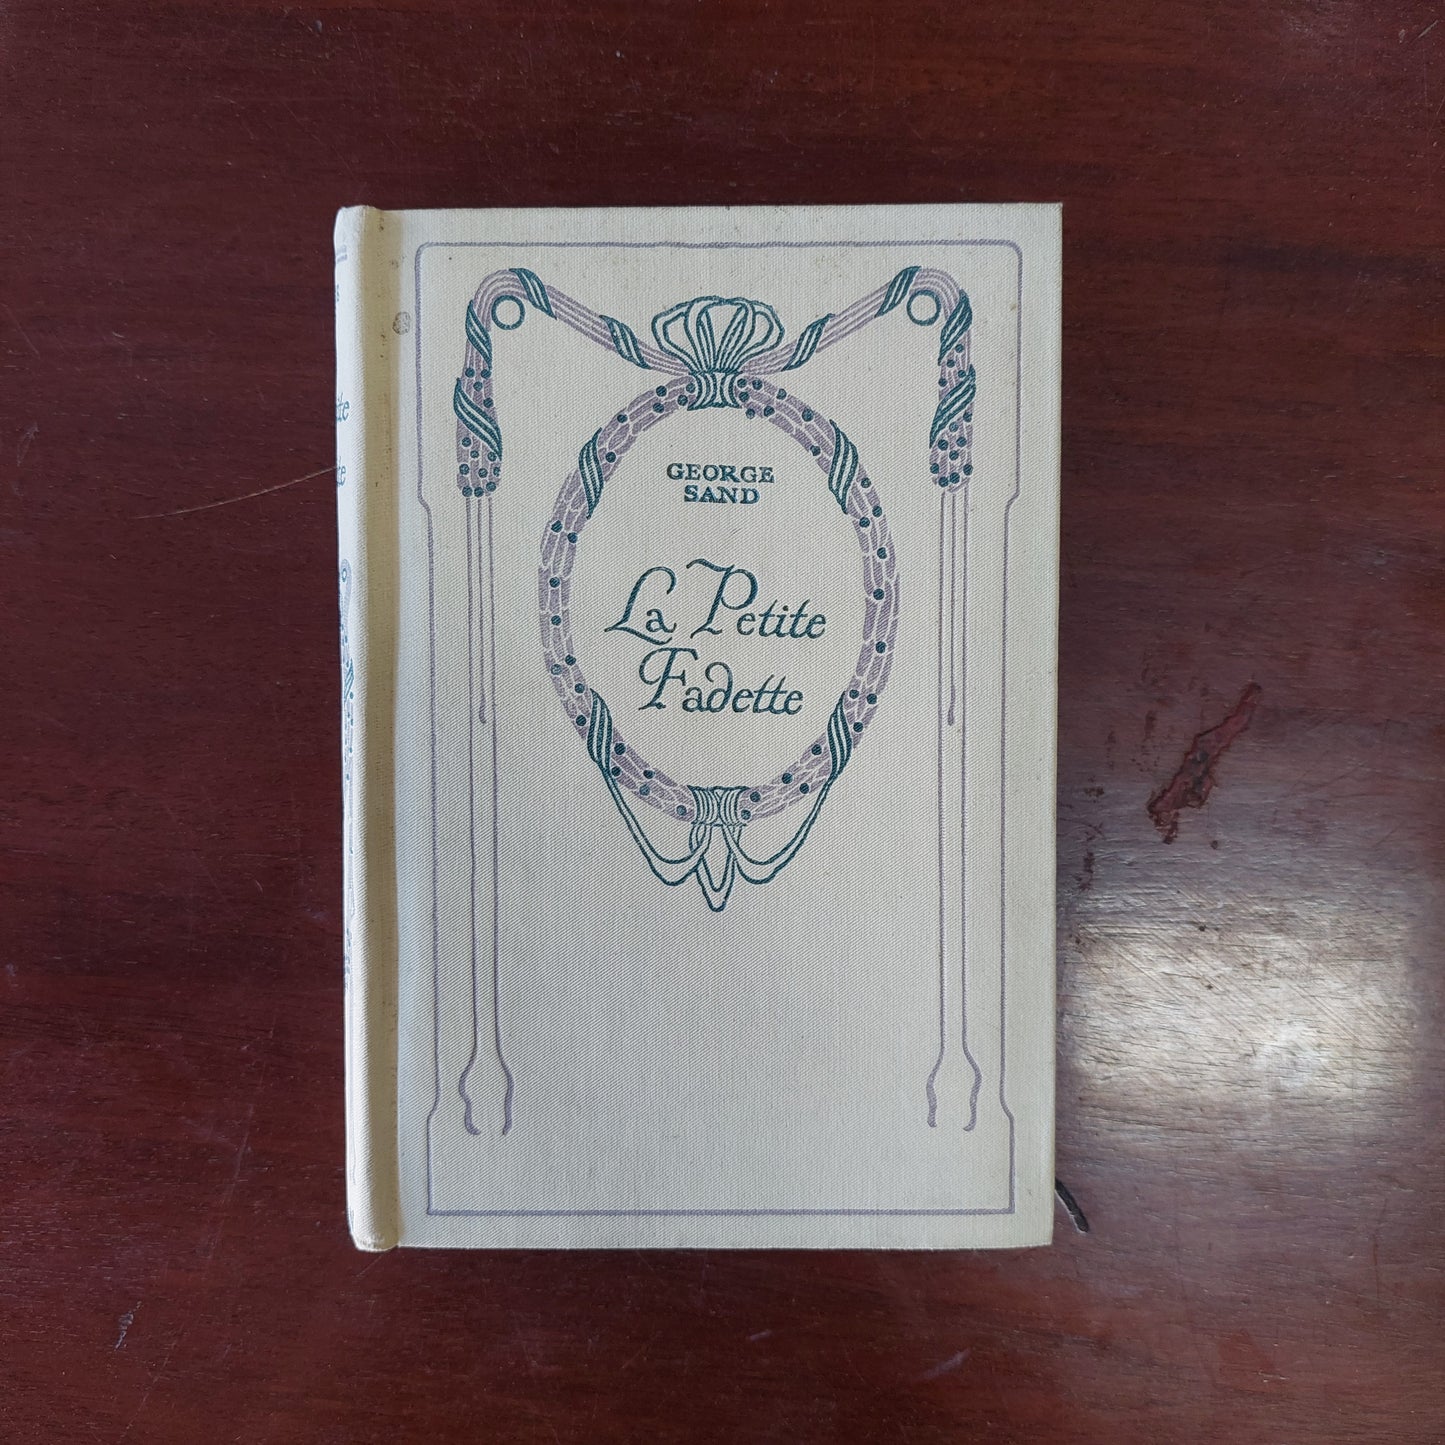 GEORGE
SAND
La Petite
Fadette